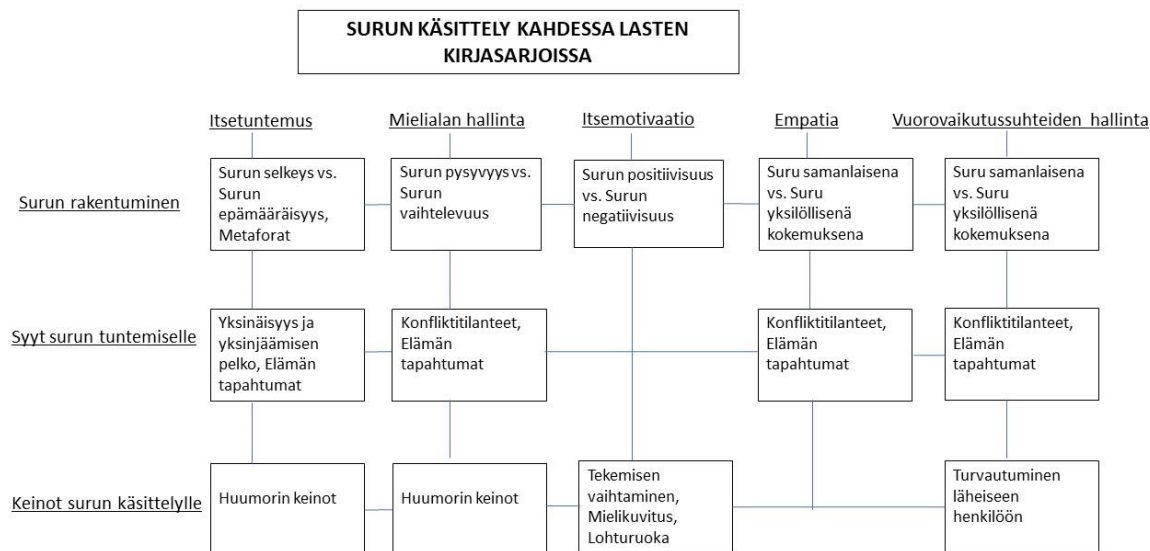 SURUN KÄSITTELY KAHDESSA LASTEN
KIRJASARJOISSA
Itsetuntemus
Mielialan hallinta
Itsemotivaatio
Empatia
Vuorovaikutussuhteiden hallinta
Surun rakentuminen
Surun selkeys vs.
Surun
epämääräisyys,
Metaforat
Surun pysyvyys vs.
Surun
vaihtelevuus
Surun positiivisuus
vs. Surun
negatiivisuus
Suru samanlaisena
vs. Suru
yksilöllisenä
kokemuksena
Suru samanlaisena
vs. Suru
yksilöllisenä
kokemuksena
Syyt surun tuntemiselle
Yksinäisyys ja
yksinjäämisen
pelko, Elämän
tapahtumat
Konfliktitilanteet,
Elämän
tapahtumat
Konfliktitilanteet,
Elämän
tapahtumat
Konfliktitilanteet,
Elämän
tapahtumat
Keinot surun käsittelylle
Huumorin keinot
Huumorin keinot
Tekemisen
vaihtaminen,
Mielikuvitus,
Lohturuoka
Turvautuminen
läheiseen
henkilöön